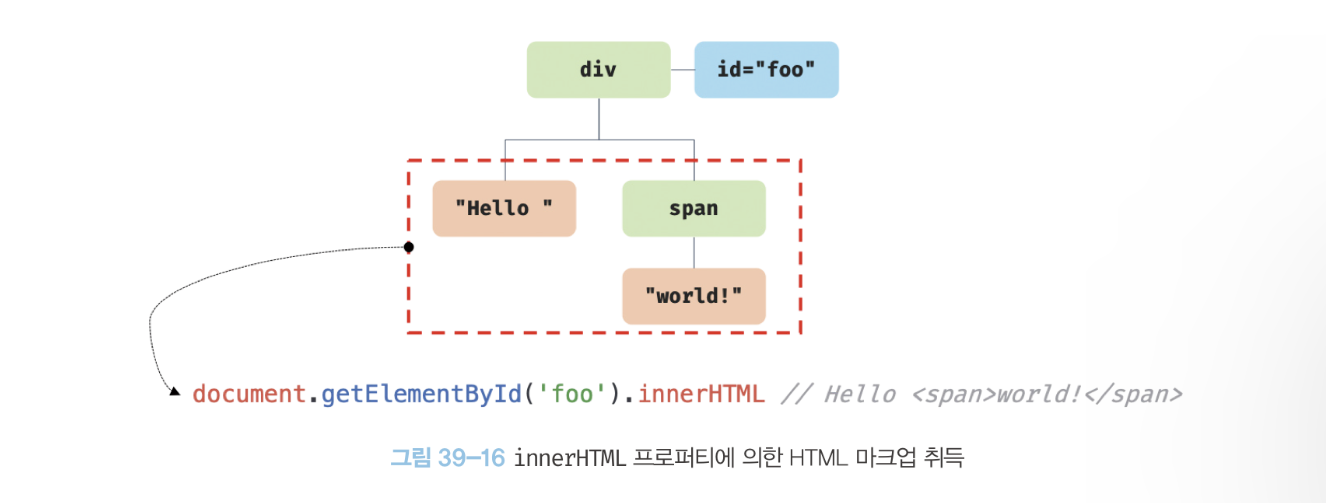 div
id="foo"
"Hello "
span
"world!"
document.getElementById('foo').innerHTML // Hello <span>world!</span>
그림 39-16 innerHTML 프로퍼티에 의한 HTML 마크업 취득